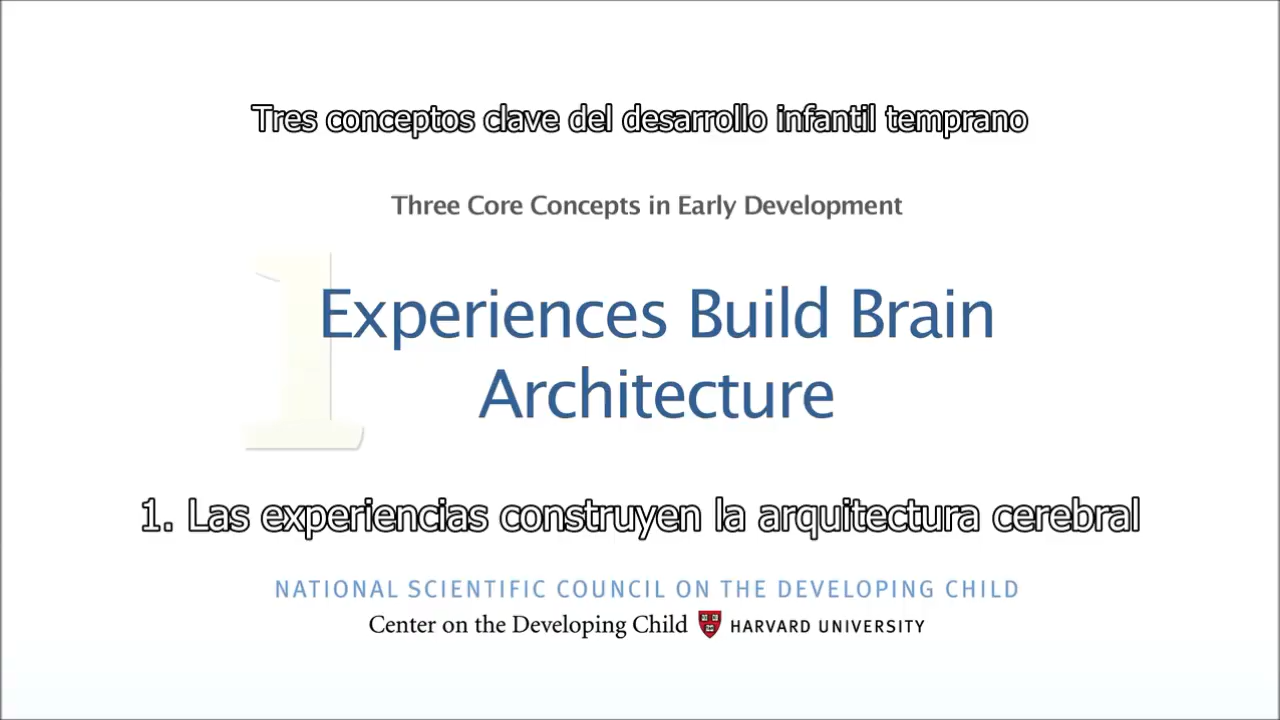 Tres conceptos clave del desarrollo infantil temprano
Three Core Concepts in Early Development
1
Experiences Build Brain
Architecture
1. Las experiencias construyen la arquitectura cerebral
NATIONAL SCIENTIFIC COUNCIL ON THE DEVELOPING CHILD
Center on the Developing Child HARVARD UNIVERSITY